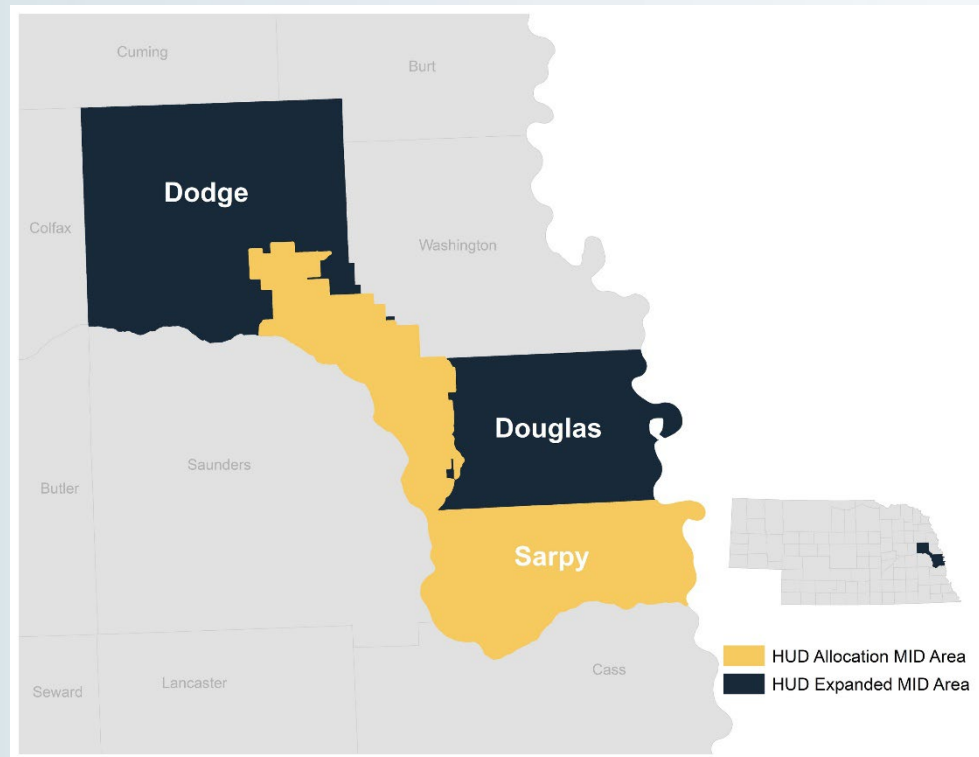 Cuming
Burt
Dodge
Colfax
Washington
Douglas
Saunders
Butler
Sarpy
HUD Allocation MID Area
HUD Expanded MID Area
Cass
Lancaster
Seward